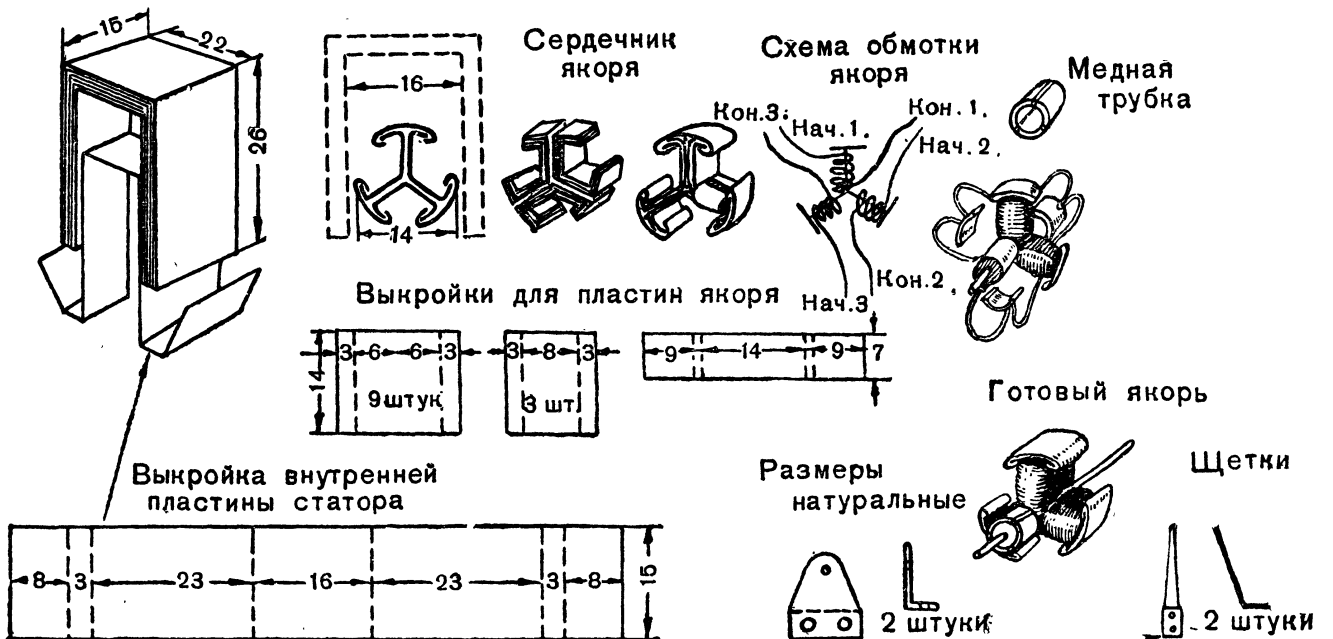 15
22
26
16
14
Сердечник
якоря
Схема обмотки
якоря
Кон.3.
Нач.1.
Кон.1.
Нач.2.
Кон.2,
Нач.3
Медная
трубка
Выкройки для пластин якоря
3 6 6 3
14
9 штук
3 8 3
3 шт.
9 14 9 7
Готовый якорь
Выкройка внутренней
пластины статора
8 3 23 16 23 3 8
15
Размеры
натуральные
2 штуки
Щетки
2 штуки